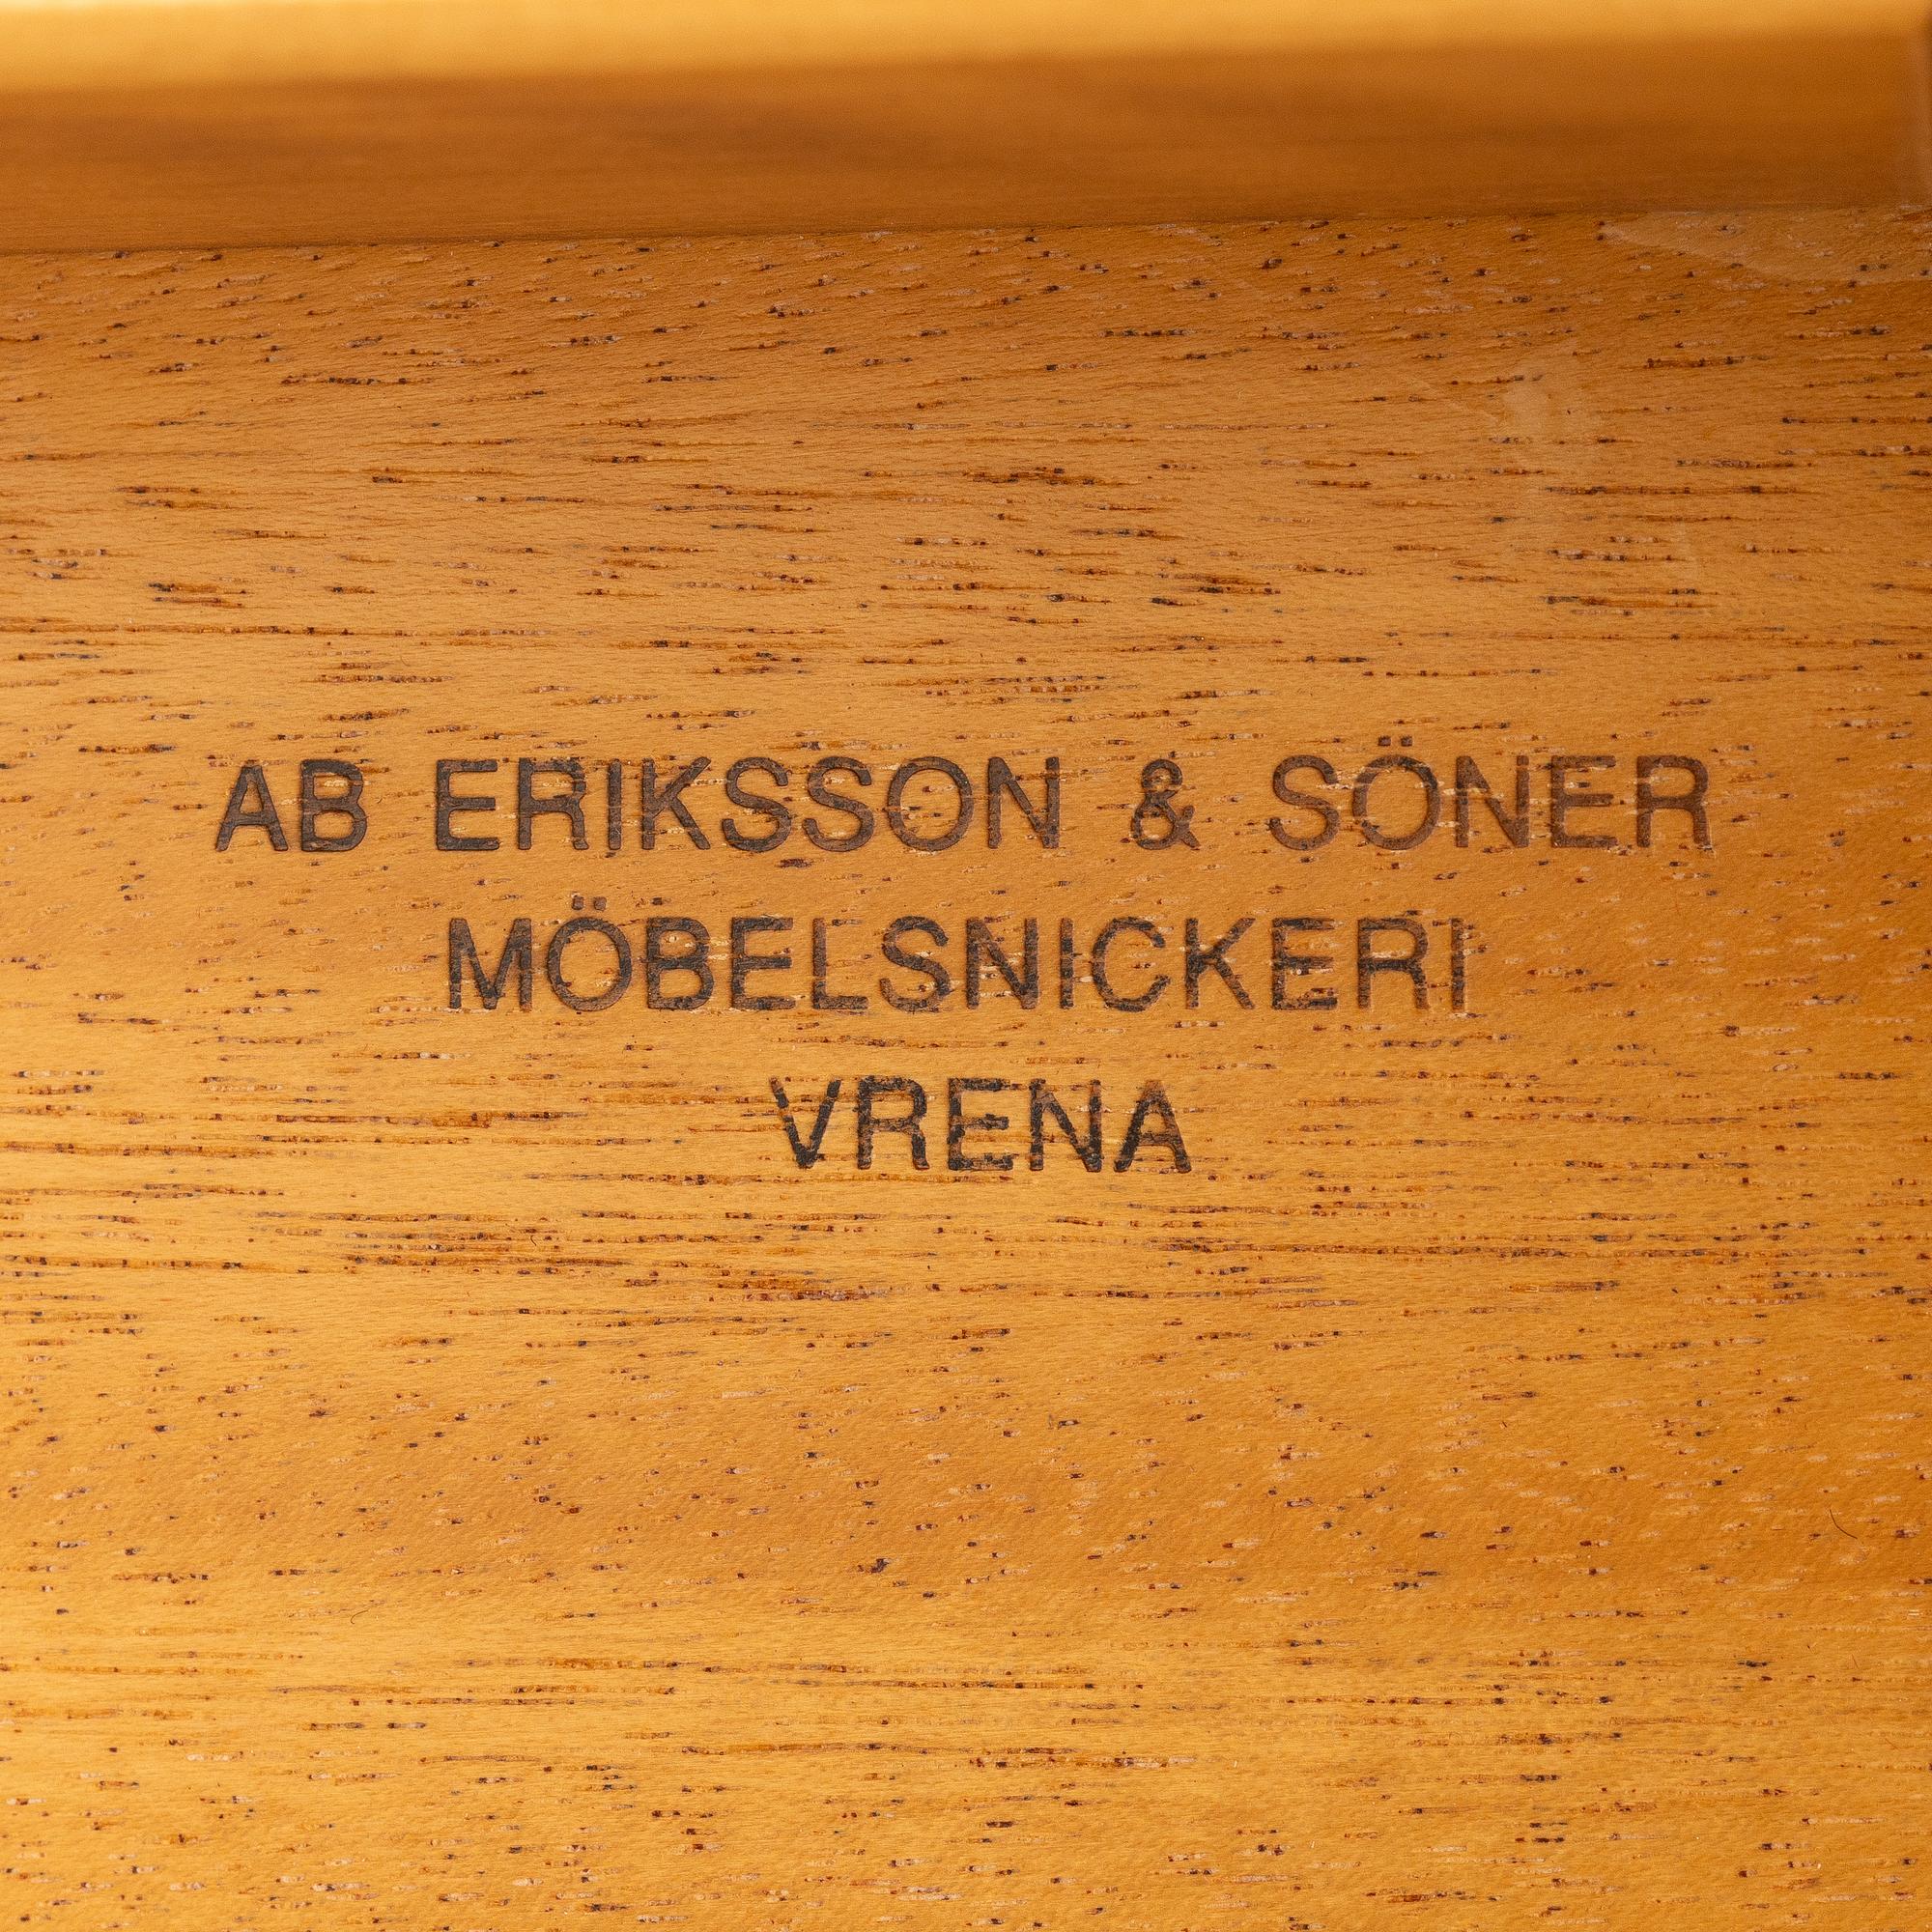 AB ERIKSSON & SÖNER
MÖBELSNICKERI
VRENA